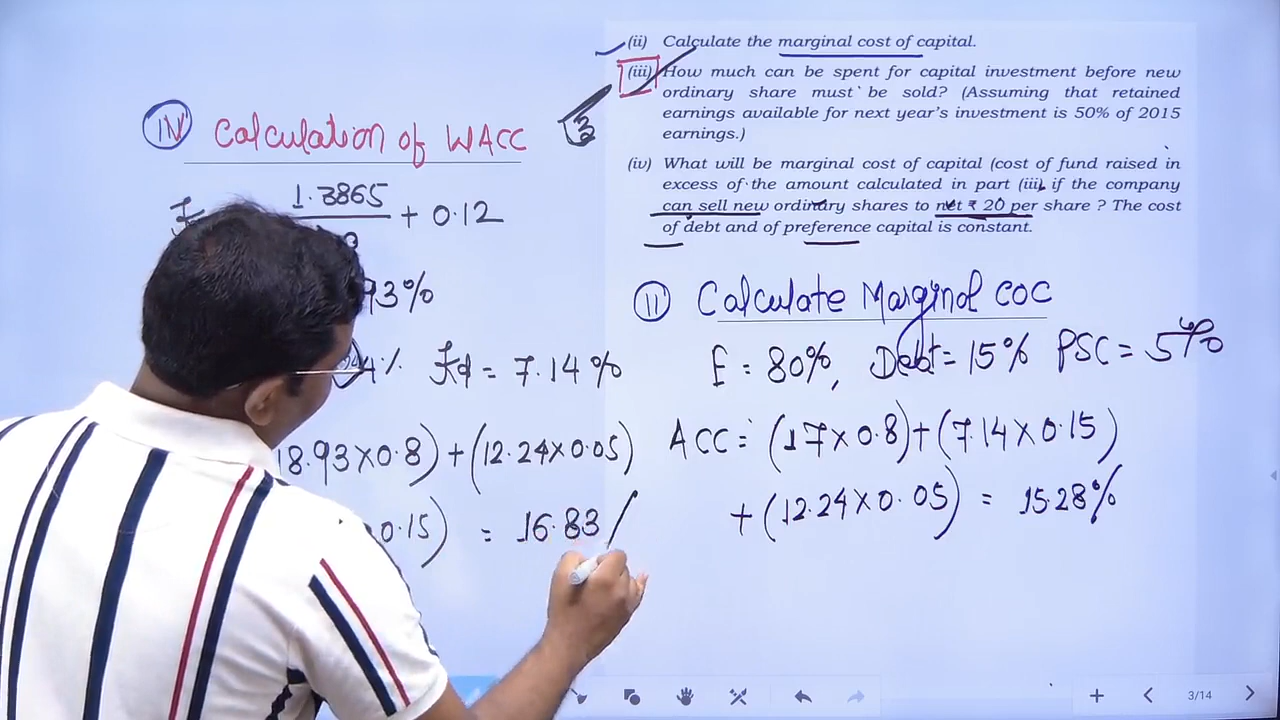 (ii) Calculate the marginal cost of capital.
(iii) How much can be spent for capital investment before new
ordinary share must be sold? (Assuming that retained
earnings available for next year's investment is 50% of 2015
earnings.)
(iv) What will be marginal cost of capital (cost of fund raised in
excess of the amount calculated in part (iii) if the company
can sell new ordinary shares to net ₹ 20 per share ? The cost
of debt and of preference capital is constant.
3
IV Calculation of WACC
1.3865
+ 0.12
93%
4% Kd = 7.14%
18.93×0.8) + (12.24×0.05)
0.15) = 16.83
II Calculate Marginal COC
E = 80%, Debt = 15% PSC = 5%
ACC = (17×0.8)+(7.14×0.15)
+ (12.24×0.05) = 15.28%
3/14